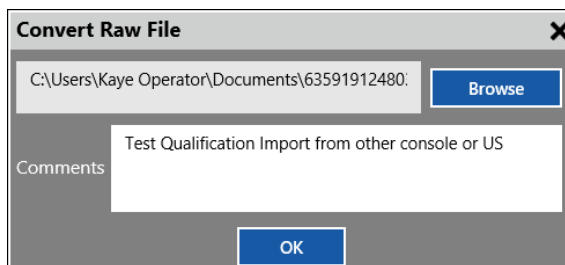 Convert Raw File
C:\Users\Kaye Operator\Documents\63591912480
Browse
Test Qualification Import from other console or US
Comments
OK